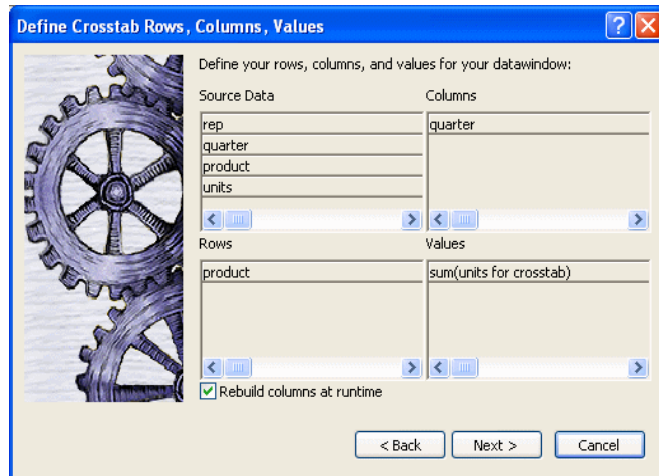 Define Crosstab Rows, Columns, Values
Define your rows, columns, and values for your datawindow:
Source Data
rep
quarter
product
units
Columns
quarter
Rows
product
Values
sum(units for crosstab)
Rebuild columns at runtime
< Back
Next >
Cancel